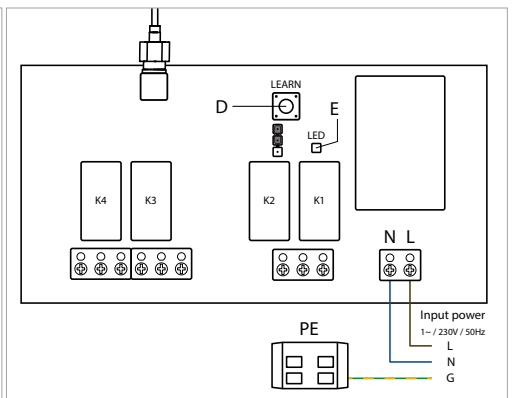 LEARN
D
E
LED
K4
K3
K2
K1
N L
Input power
1~ / 230V / 50Hz
PE
L
N
G